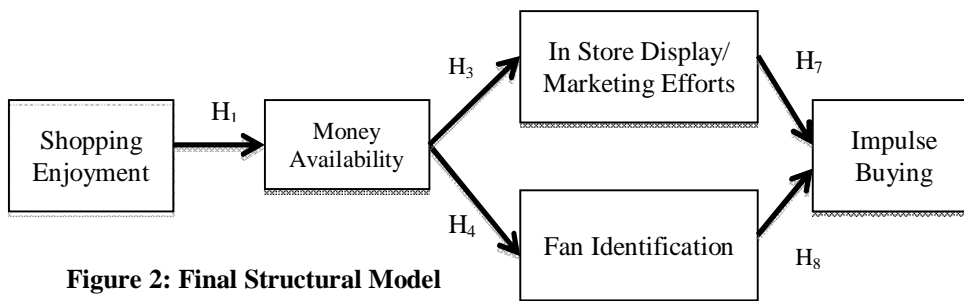 In Store Display/
Marketing Efforts
H₃
H₇
H₁
Shopping
Enjoyment
Money
Availability
Impulse
Buying
H₄
Fan Identification
H₈
Figure 2: Final Structural Model